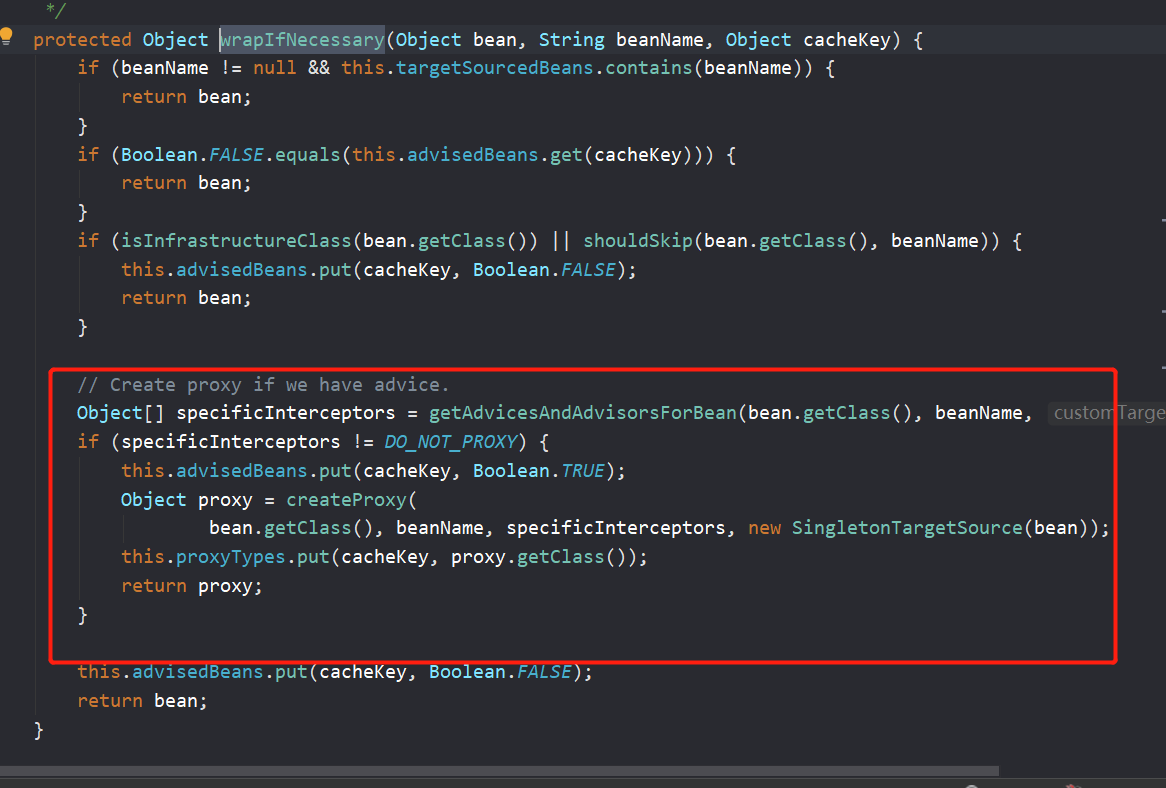 */
protected Object wrapIfNecessary(Object bean, String beanName, Object cacheKey) {
if (beanName != null && this.targetSourcedBeans.contains(beanName)) {
return bean;
}
if (Boolean.FALSE.equals(this.advisedBeans.get(cacheKey))) {
return bean;
}
if (isInfrastructureClass(bean.getClass()) || shouldSkip(bean.getClass(), beanName)) {
this.advisedBeans.put(cacheKey, Boolean.FALSE);
return bean;
}
// Create proxy if we have advice.
Object[] specificInterceptors = getAdvicesAndAdvisorsForBean(bean.getClass(), beanName, customTarge
if (specificInterceptors != DO_NOT_PROXY) {
this.advisedBeans.put(cacheKey, Boolean.TRUE);
Object proxy = createProxy(
bean.getClass(), beanName, specificInterceptors, new SingletonTargetSource(bean));
this.proxyTypes.put(cacheKey, proxy.getClass());
return proxy;
}
this.advisedBeans.put(cacheKey, Boolean.FALSE);
return bean;
}